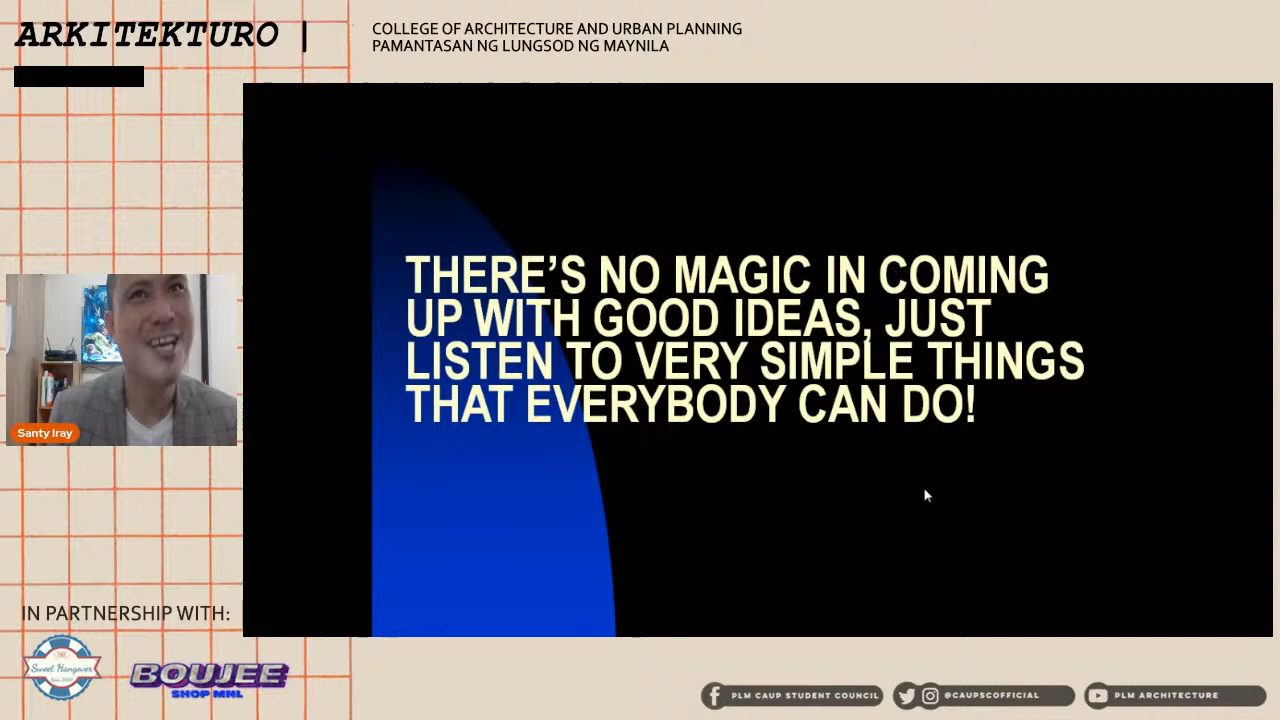 ARKITEKTURO |
COLLEGE OF ARCHITECTURE AND URBAN PLANNING
PAMANTASAN NG LUNGSOD NG MAYNILA
THERE'S NO MAGIC IN COMING
UP WITH GOOD IDEAS, JUST
LISTEN TO VERY SIMPLE THINGS
THAT EVERYBODY CAN DO!
Santy Iray
IN PARTNERSHIP WITH:
Sweet Hangover
BOUJEE
SHOP MNL
PLM CAUP STUDENT COUNCIL
@CAUPSCOFFICIAL
PLM ARCHITECTURE